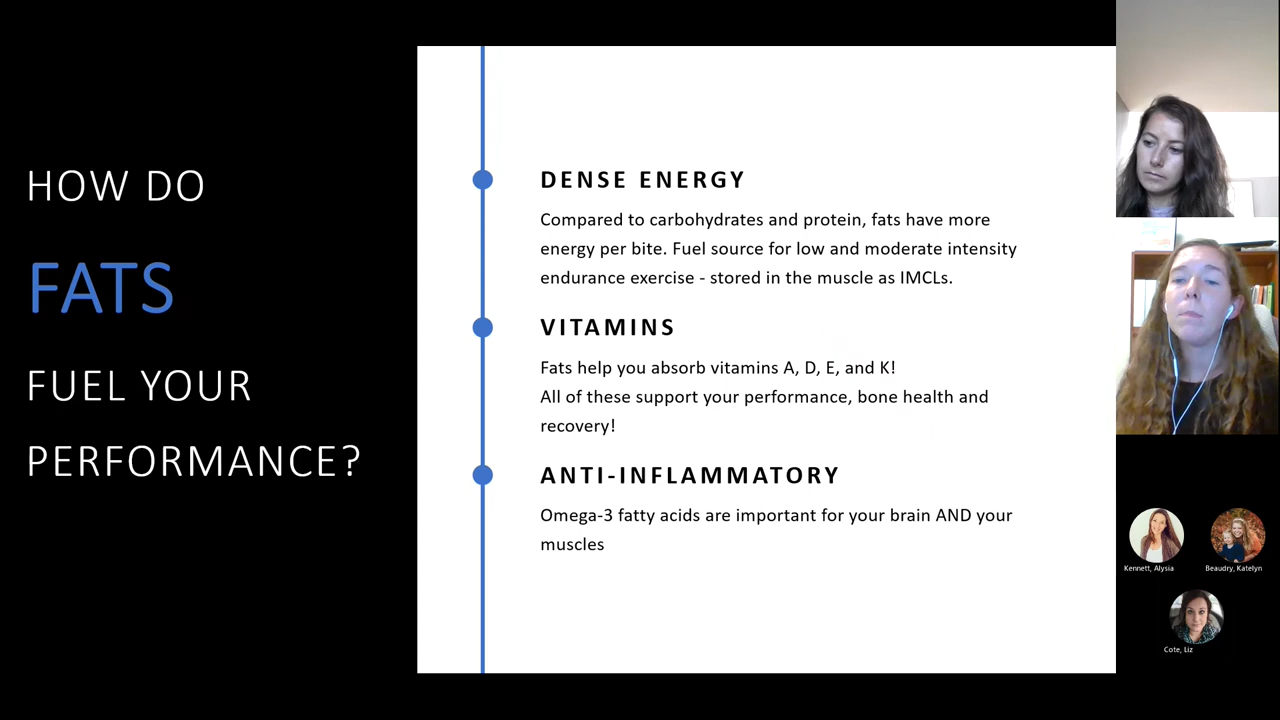 HOW DO
FATS
FUEL YOUR
PERFORMANCE?
DENSE ENERGY
Compared to carbohydrates and protein, fats have more
energy per bite. Fuel source for low and moderate intensity
endurance exercise - stored in the muscle as IMCLs.
VITAMINS
Fats help you absorb vitamins A, D, E, and K!
All of these support your performance, bone health and
recovery!
ANTI-INFLAMMATORY
Omega-3 fatty acids are important for your brain AND your
muscles
Kennett, Alysia
Beaudry, Katelyn
Cote, Liz